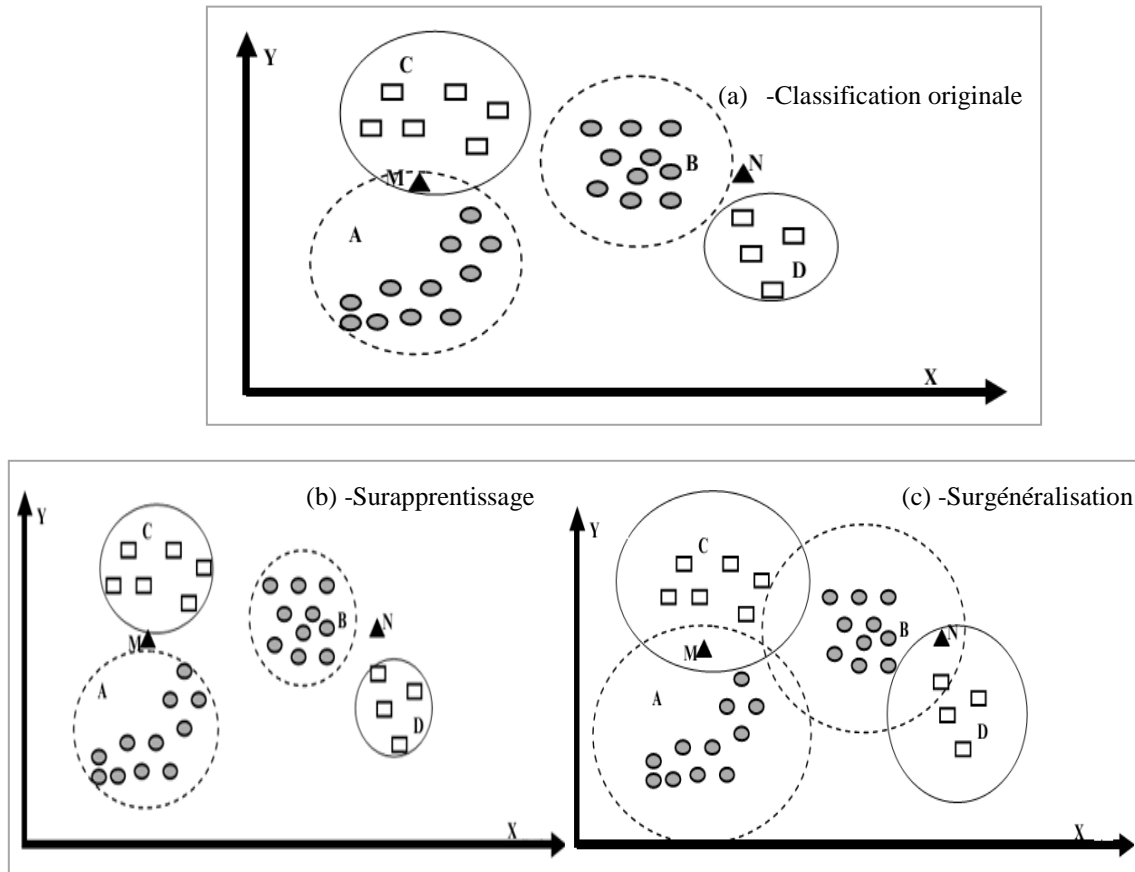 Y
C
(a) -Classification originale
M
B
N
A
D
X
(b) -Surapprentissage
Y
C
B
N
M
A
D
X
(c) -Surgénéralisation
Y
C
B
N
M
A
D
X